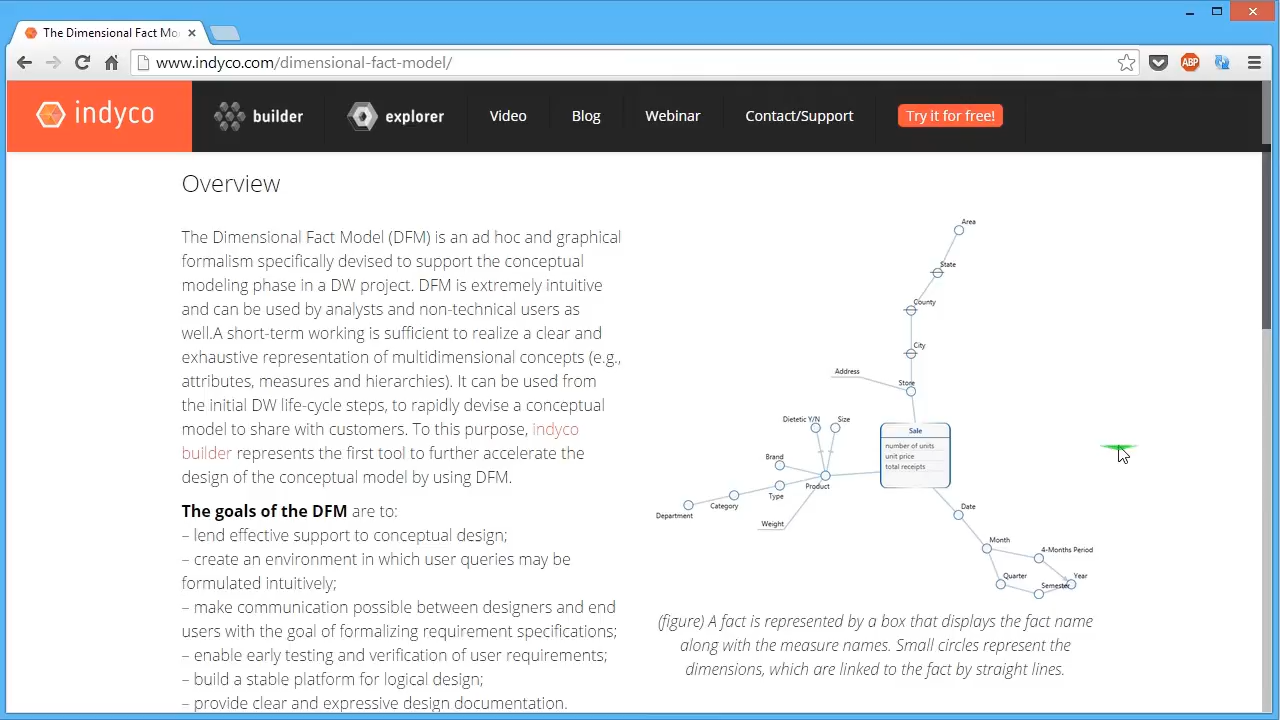 The Dimensional Fact Mo
www.indyco.com/dimensional-fact-model/
ABP
indyco
builder
explorer
Video
Blog
Webinar
Contact/Support
Try it for free!
Overview
The Dimensional Fact Model (DFM) is an ad hoc and graphical
formalism specifically devised to support the conceptual
modeling phase in a DW project. DFM is extremely intuitive
and can be used by analysts and non-technical users as
well.A short-term working is sufficient to realize a clear and
exhaustive representation of multidimensional concepts (e.g.,
attributes, measures and hierarchies). It can be used from
the initial DW life-cycle steps, to rapidly devise a conceptual
model to share with customers. To this purpose, indyco
builder represents the first tool to further accelerate the
design of the conceptual model by using DFM.
The goals of the DFM are to:
– lend effective support to conceptual design;
– create an environment in which user queries may be
formulated intuitively;
– make communication possible between designers and end
users with the goal of formalizing requirement specifications;
– enable early testing and verification of user requirements;
– build a stable platform for logical design;
– provide clear and expressive design documentation.
Area
State
County
City
Address
Store
Dietetic Y/N
Size
Sale
number of units
unit price
total receipts
Brand
Product
Type
Category
Department
Weight
Date
Month
4-Months Period
Quarter
Semester
Year
(figure) A fact is represented by a box that displays the fact name
along with the measure names. Small circles represent the
dimensions, which are linked to the fact by straight lines.